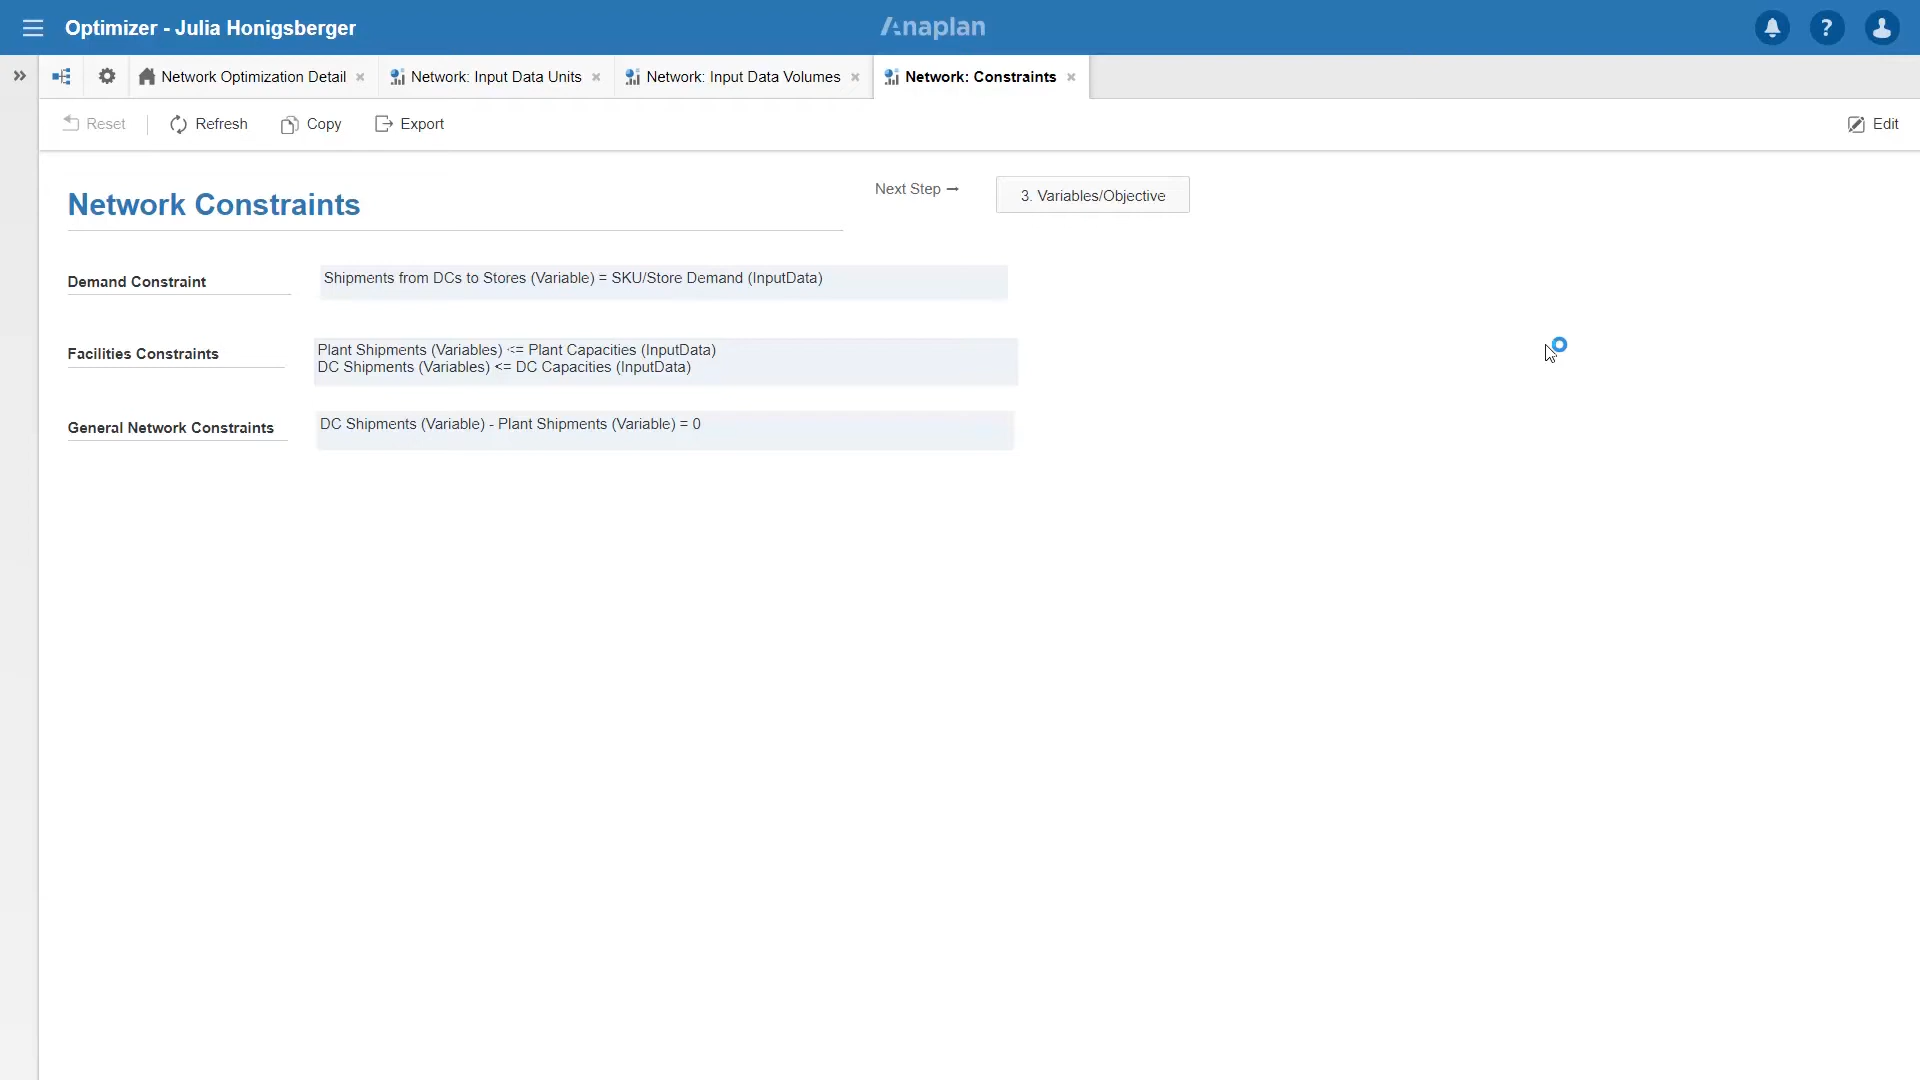 Optimizer - Julia Honigsberger
Anaplan
?
Network Optimization Detail
Network: Input Data Units
Network: Input Data Volumes
Network: Constraints
Reset
Refresh
Copy
Export
Edit
Network Constraints
Next Step →
3. Variables/Objective
Demand Constraint
Shipments from DCs to Stores (Variable) = SKU/Store Demand (InputData)
Facilities Constraints
Plant Shipments (Variables) <= Plant Capacities (InputData)
DC Shipments (Variables) <= DC Capacities (InputData)
General Network Constraints
DC Shipments (Variable) - Plant Shipments (Variable) = 0